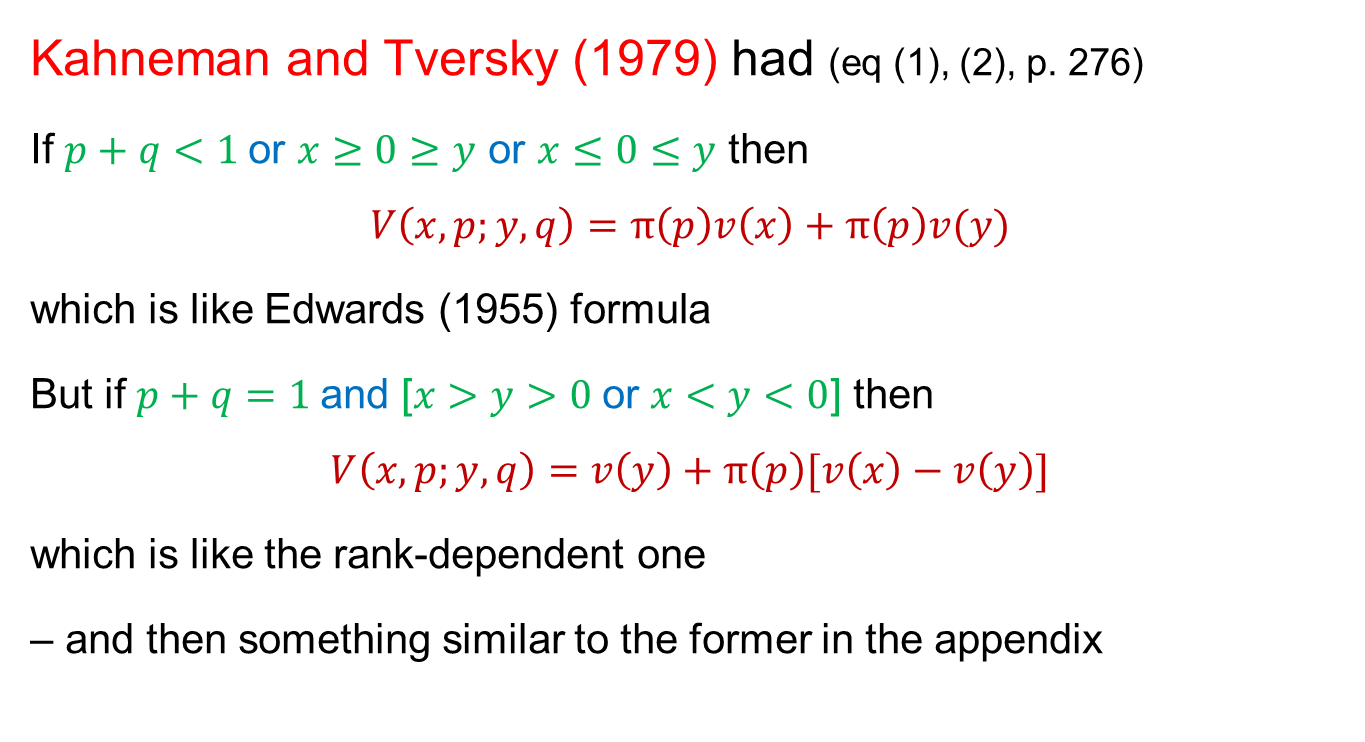 Kahneman and Tversky (1979) had (eq (1), (2), p. 276)
If p + q < 1 or x ≥ 0 ≥ y or x ≤ 0 ≤ y then
V(x, p; y, q) = π(p)v(x) + π(p)v(y)
which is like Edwards (1955) formula
But if p + q = 1 and [x > y > 0 or x < y < 0] then
V(x, p; y, q) = v(y) + π(p)[v(x) − v(y)]
which is like the rank-dependent one
– and then something similar to the former in the appendix